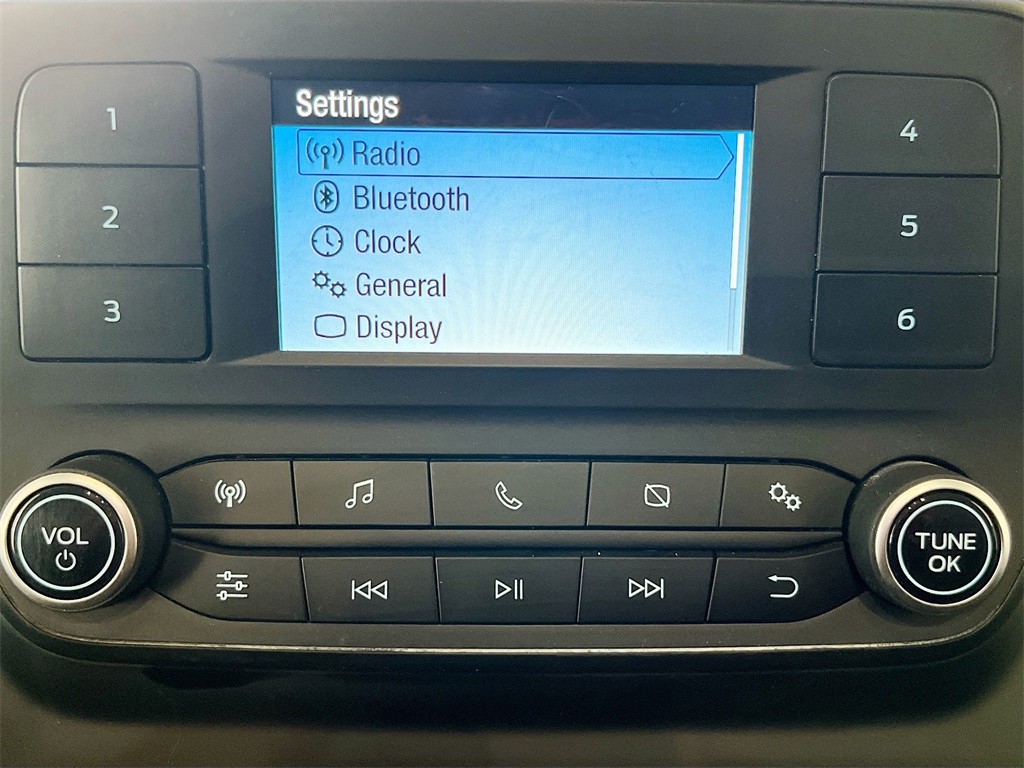 Settings
Radio
Bluetooth
Clock
General
Display
1
2
3
4
5
6
VOL
TUNE
OK